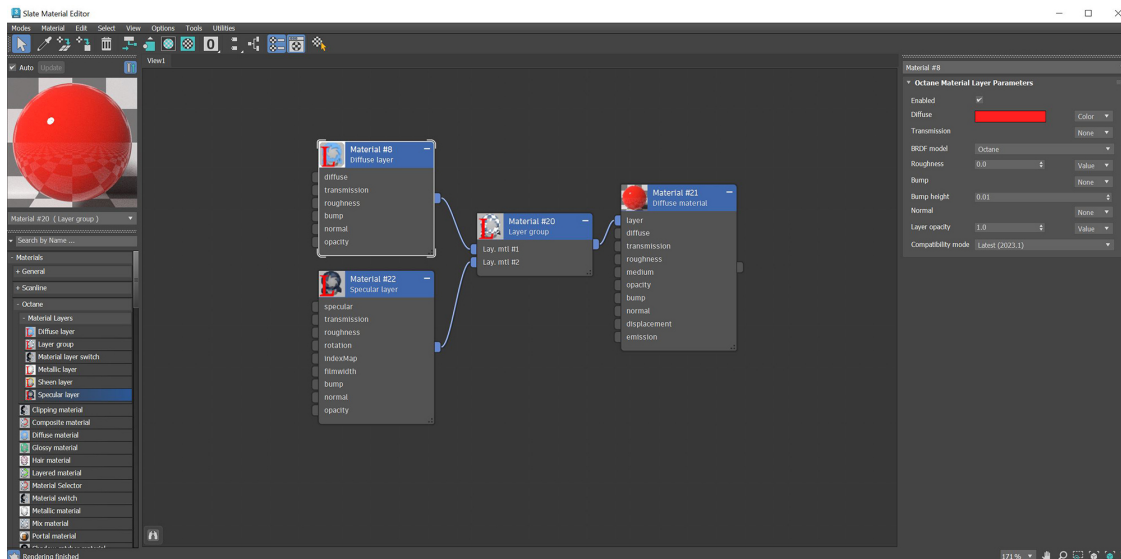 Slate Material Editor
Modes Material Edit Select View Options Tools Utilities
Auto Update
View1
Material #20 ( Layer group )
Search by Name ...
- Materials
+ General
+ Scanline
- Octane
- Material Layers
Diffuse layer
Layer group
Material layer switch
Metallic layer
Sheen layer
Specular layer
Clipping material
Composite material
Diffuse material
Glossy material
Hair material
Layered material
Material Selector
Material switch
Metallic material
Mix material
Portal material
Rendering finished
Material #8
Diffuse layer
diffuse
transmission
roughness
bump
normal
opacity
Material #22
Specular layer
specular
transmission
roughness
rotation
indexMap
filmwidth
bump
normal
opacity
Material #20
Layer group
Lay. mtl #1
Lay. mtl #2
Material #21
Diffuse material
layer
diffuse
transmission
roughness
medium
opacity
bump
normal
displacement
emission
Material #8
Octane Material Layer Parameters
Enabled
Diffuse Color
Transmission None
BRDF model Octane
Roughness 0.0 Value
Bump None
Bump height 0.01
Normal None
Layer opacity 1.0 Value
Compatibility mode Latest (2023.1)
171%